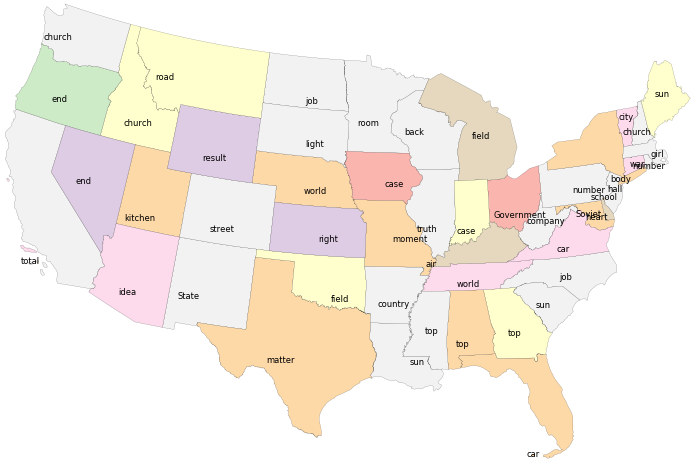 church
road
sun
end
church
job
room
back
field
city
church
light
girl
result
war
number
end
world
case
body
number
hall
school
kitchen
Government
Soviet
heart
street
right
moment
truth
case
company
car
total
idea
State
field
air
world
job
country
sun
top
top
top
matter
sun
car